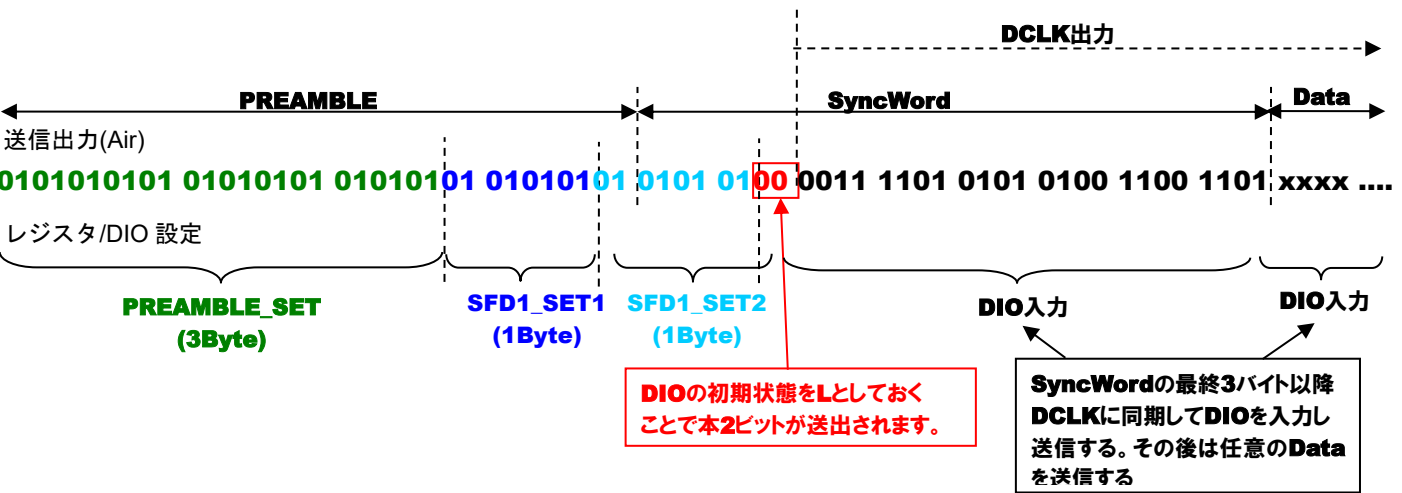 DCLK出力
PREAMBLE SyncWord Data
送信出力(Air)
0101010101 01010101 01010101 01010101 0101 0100 0011 1101 0101 0100 1100 1101 xxxx ....
レジスタ/DIO 設定
PREAMBLE_SET
(3Byte)
SFD1_SET1
(1Byte)
SFD1_SET2
(1Byte)
DIO入力
DIO入力
DIOの初期状態をLとしておく
ことで本2ビットが送出されます。
SyncWordの最終3バイト以降
DCLKに同期してDIOを入力し
送信する。その後は任意のData
を送信する